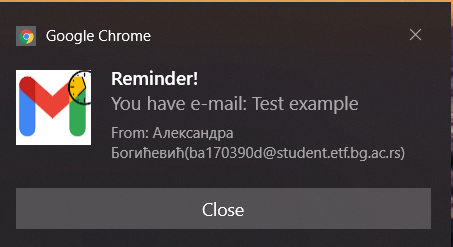 Google Chrome
Reminder!
You have e-mail: Test example
From: Александра
Богићевић(ba170390d@student.etf.bg.ac.rs)
Close